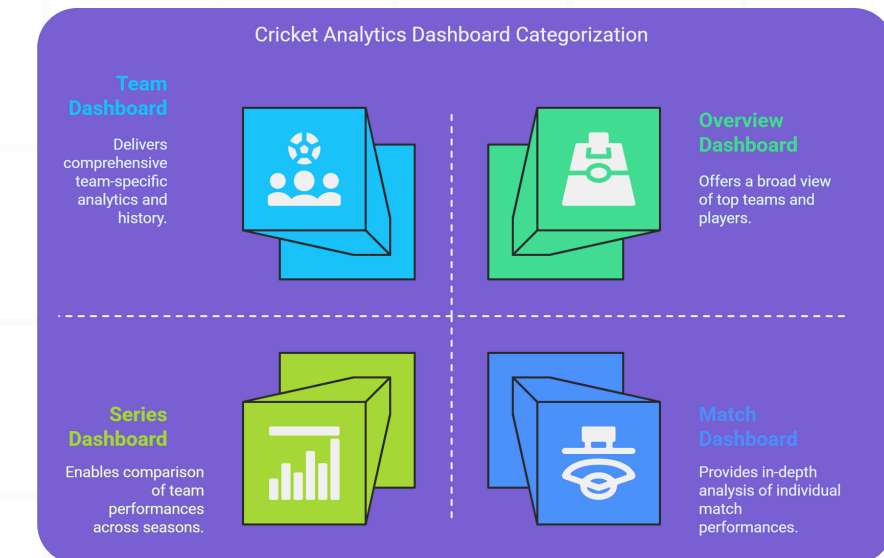 Cricket Analytics Dashboard Categorization
Team
Dashboard
Delivers
comprehensive
team-specific
analytics and
history.
Overview
Dashboard
Offers a broad view
of top teams and
players.
Series
Dashboard
Enables comparison
of team
performances
across seasons.
Match
Dashboard
Provides in-depth
analysis of individual
match
performances.